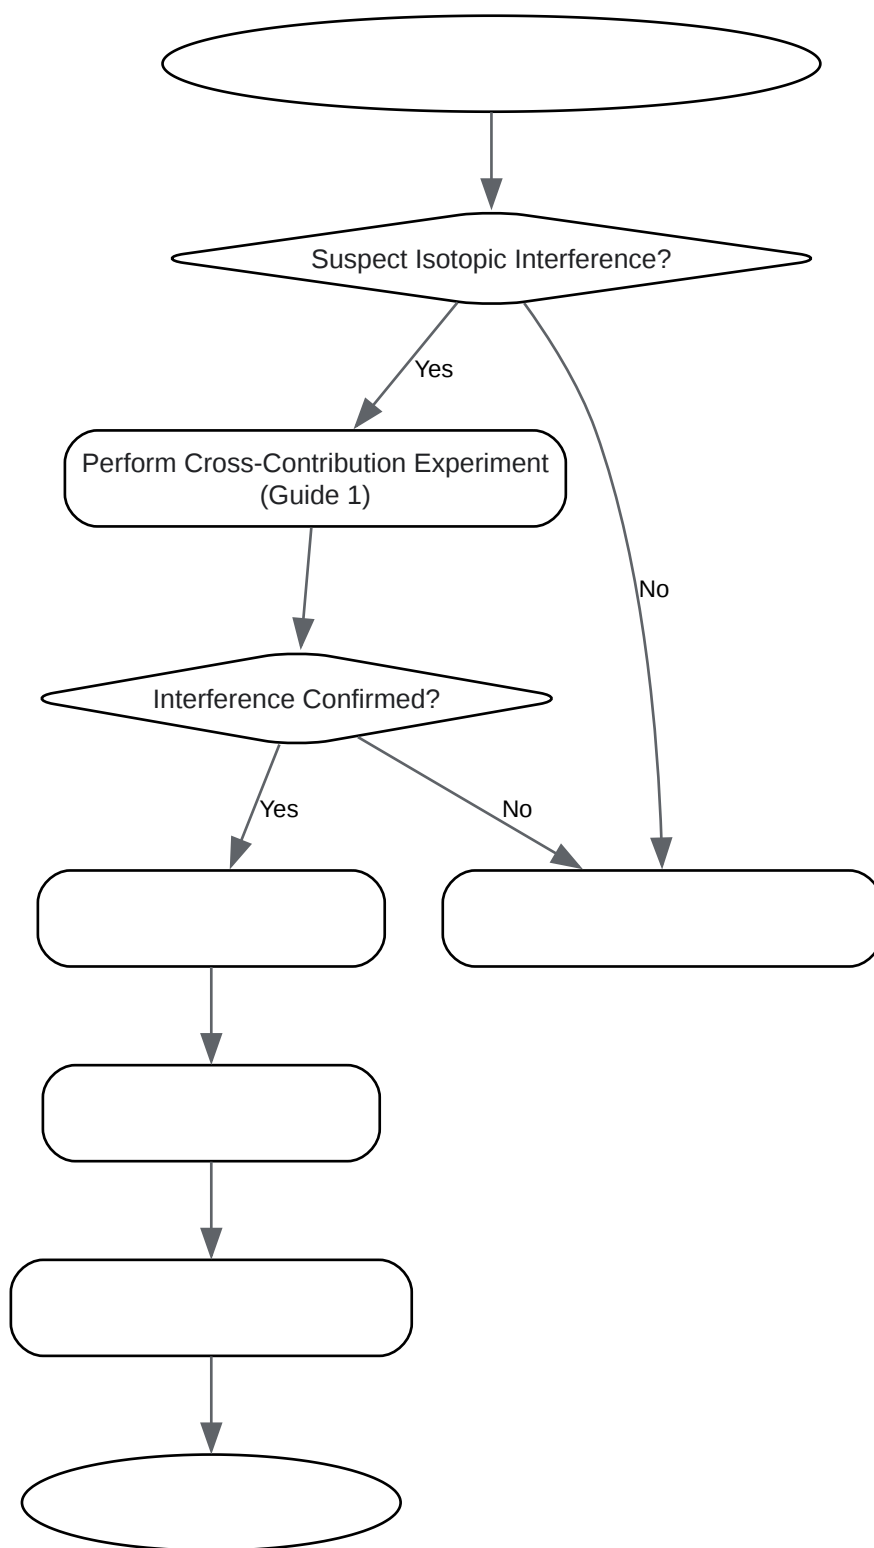 Suspect Isotopic Interference?
Yes
Perform Cross-Contribution Experiment
(Guide 1)
No
Interference Confirmed?
Yes
No